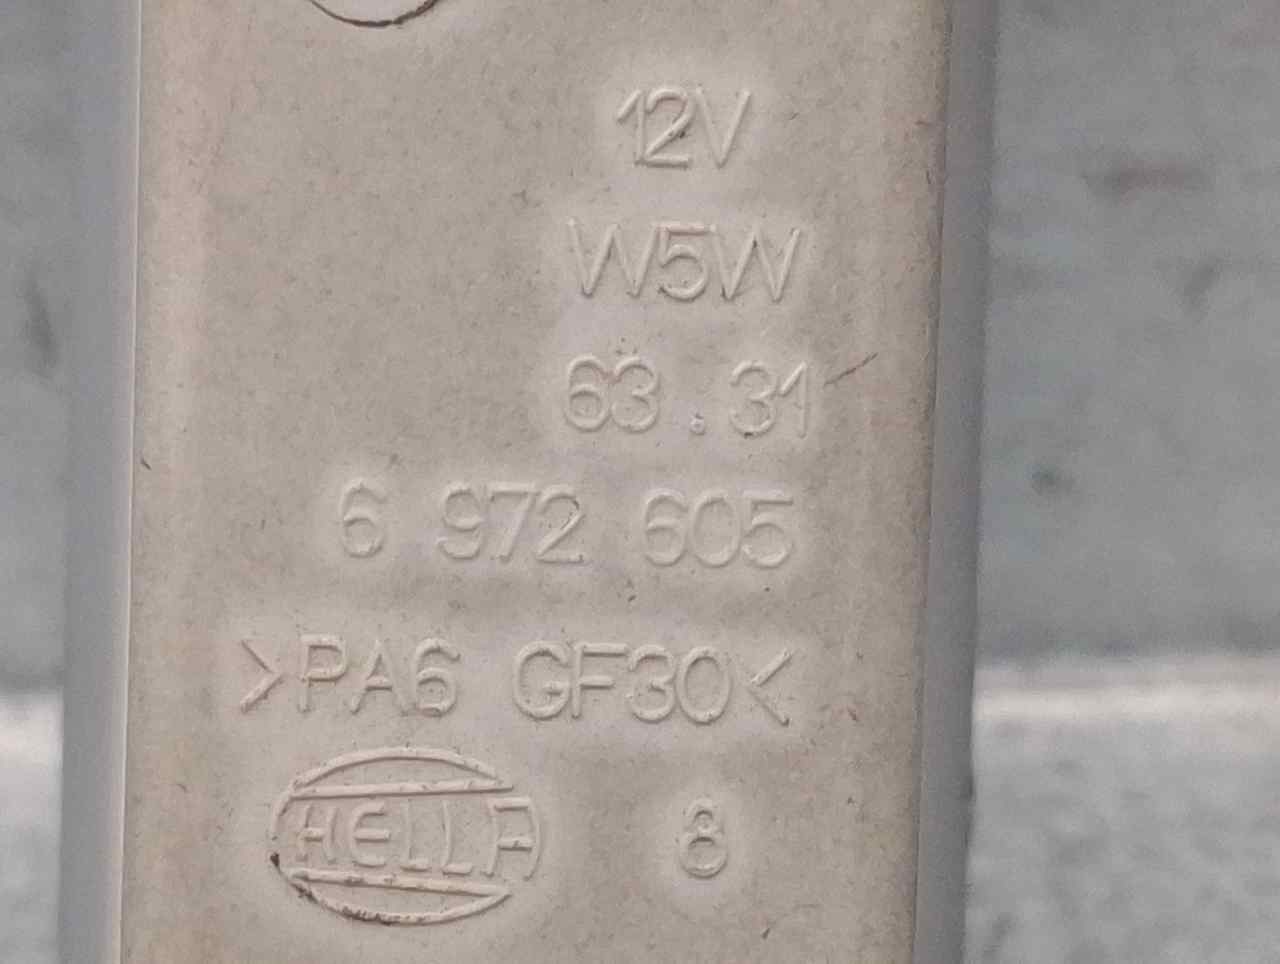 12V
W5W
63.31
6 972 605
>PA6 GF30<
HELLA 8